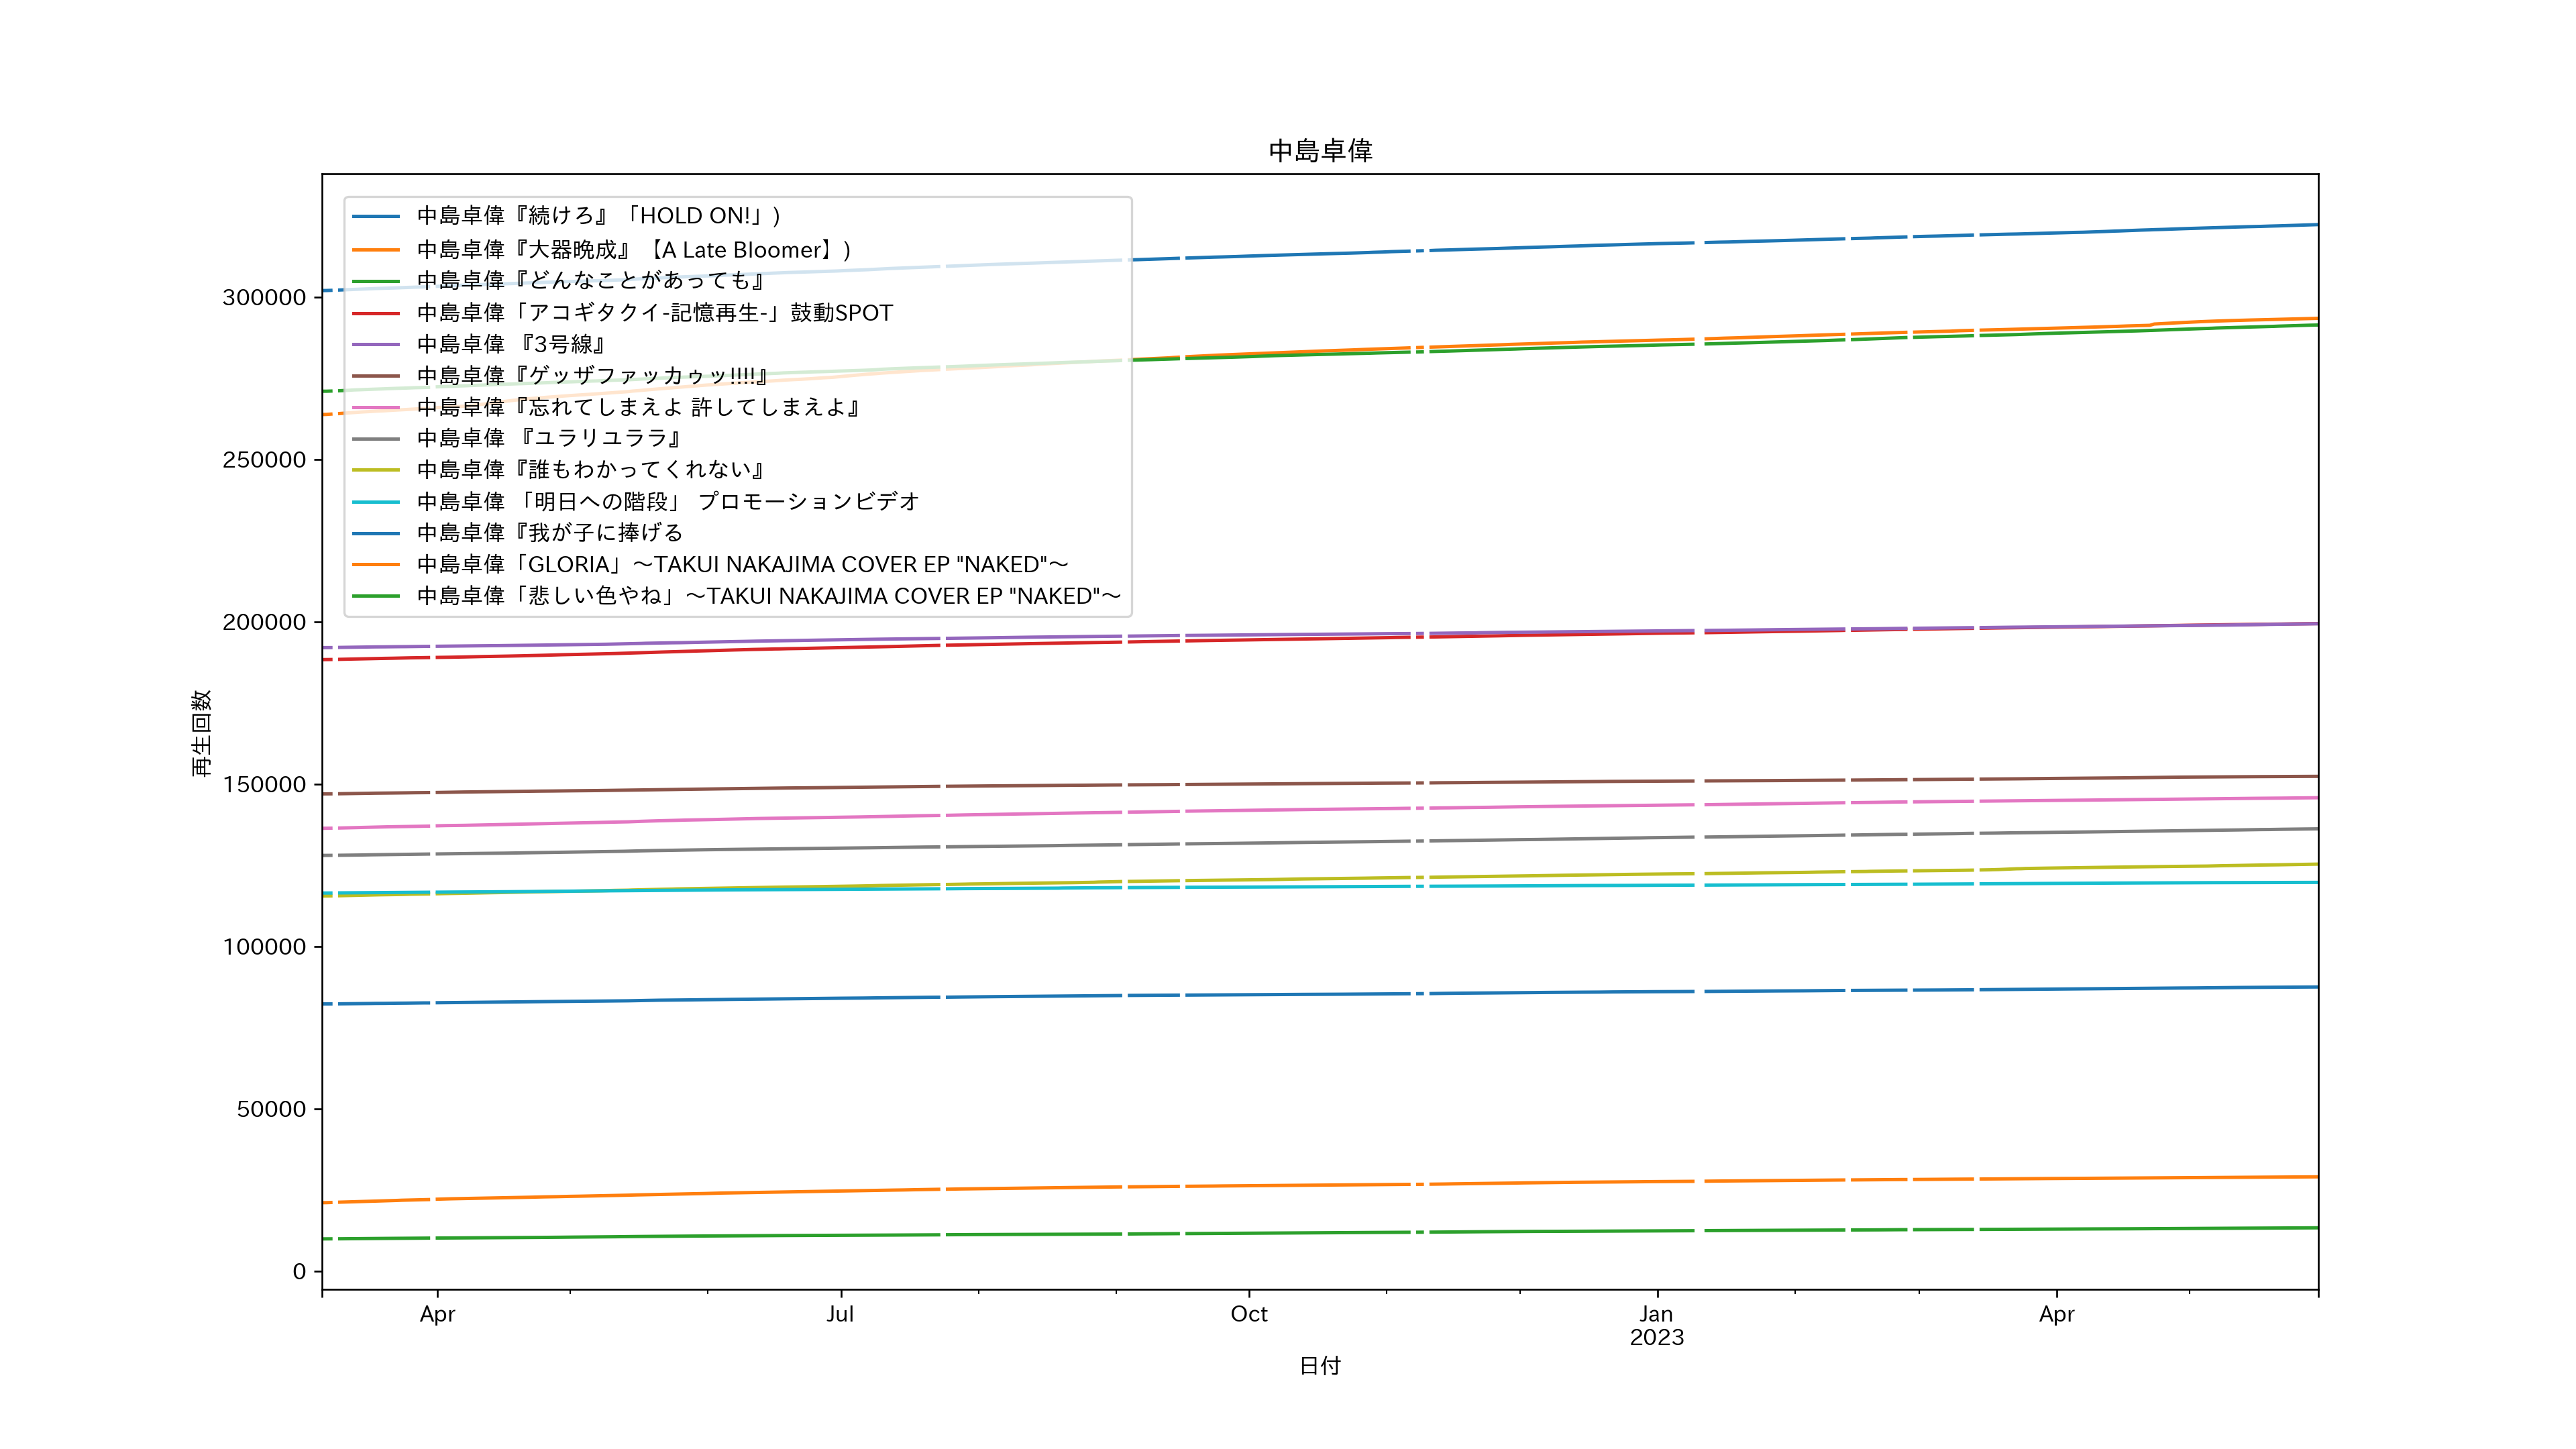 中島卓偉
中島卓偉『続けろ』「HOLD ON!」)
中島卓偉『大器晩成』【A Late Bloomer】)
中島卓偉『どんなことがあっても』
中島卓偉「アコギタクイ-記憶再生-」鼓動SPOT
中島卓偉 『3号線』
中島卓偉『ゲッザファッカゥッ!!!!』
中島卓偉『忘れてしまえよ 許してしまえよ』
中島卓偉 『ユラリユララ』
中島卓偉『誰もわかってくれない』
中島卓偉 「明日への階段」 プロモーションビデオ
中島卓偉『我が子に捧げる
中島卓偉「GLORIA」～TAKUI NAKAJIMA COVER EP "NAKED"～
中島卓偉「悲しい色やね」～TAKUI NAKAJIMA COVER EP "NAKED"～
再生回数
300000
250000
200000
150000
100000
50000
0
Apr
Jul
Oct
Jan
2023
Apr
日付